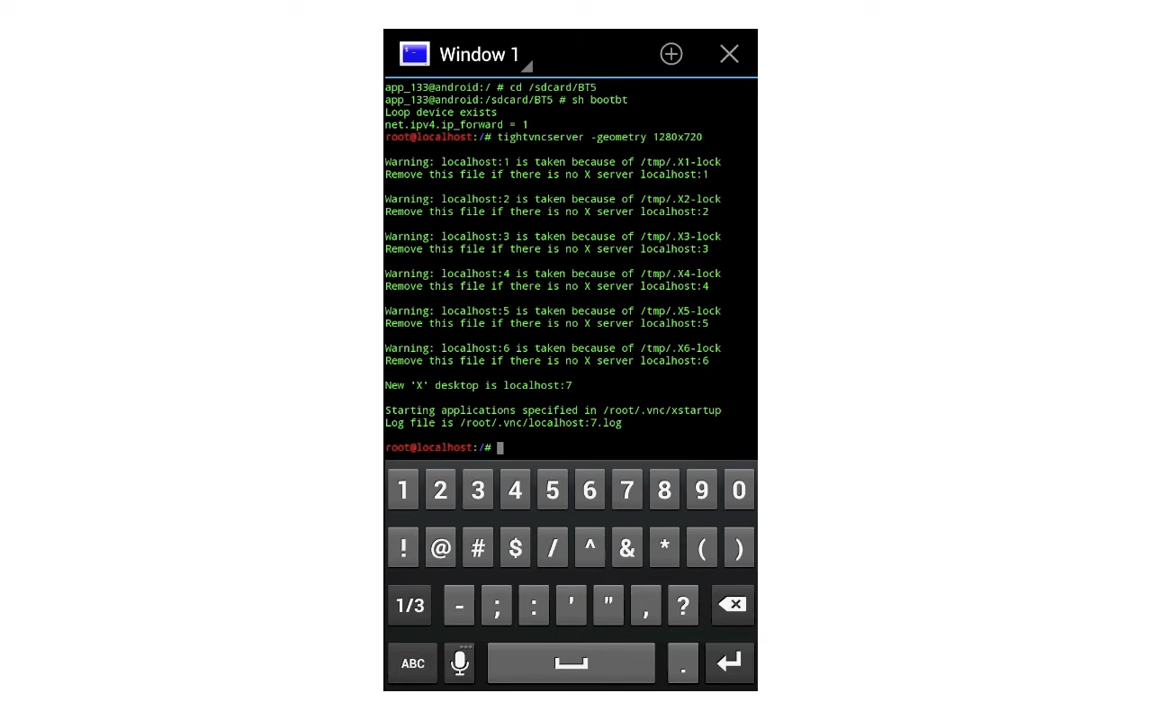 Window 1
app_133@android:/ # cd /sdcard/BT5
app_133@android:/sdcard/BT5 # sh bootbt
Loop device exists
net.ipv4.ip_forward = 1
root@localhost:/# tightvncserver -geometry 1280x720
Warning: localhost:1 is taken because of /tmp/.X1-lock
Remove this file if there is no X server localhost:1
Warning: localhost:2 is taken because of /tmp/.X2-lock
Remove this file if there is no X server localhost:2
Warning: localhost:3 is taken because of /tmp/.X3-lock
Remove this file if there is no X server localhost:3
Warning: localhost:4 is taken because of /tmp/.X4-lock
Remove this file if there is no X server localhost:4
Warning: localhost:5 is taken because of /tmp/.X5-lock
Remove this file if there is no X server localhost:5
Warning: localhost:6 is taken because of /tmp/.X6-lock
Remove this file if there is no X server localhost:6
New 'X' desktop is localhost:7
Starting applications specified in /root/.vnc/xstartup
Log file is /root/.vnc/localhost:7.log
root@localhost:/#
1 2 3 4 5 6 7 8 9 0
! @ # $ / ^ & * ( )
1/3 - ; : ' " , ?
ABC .